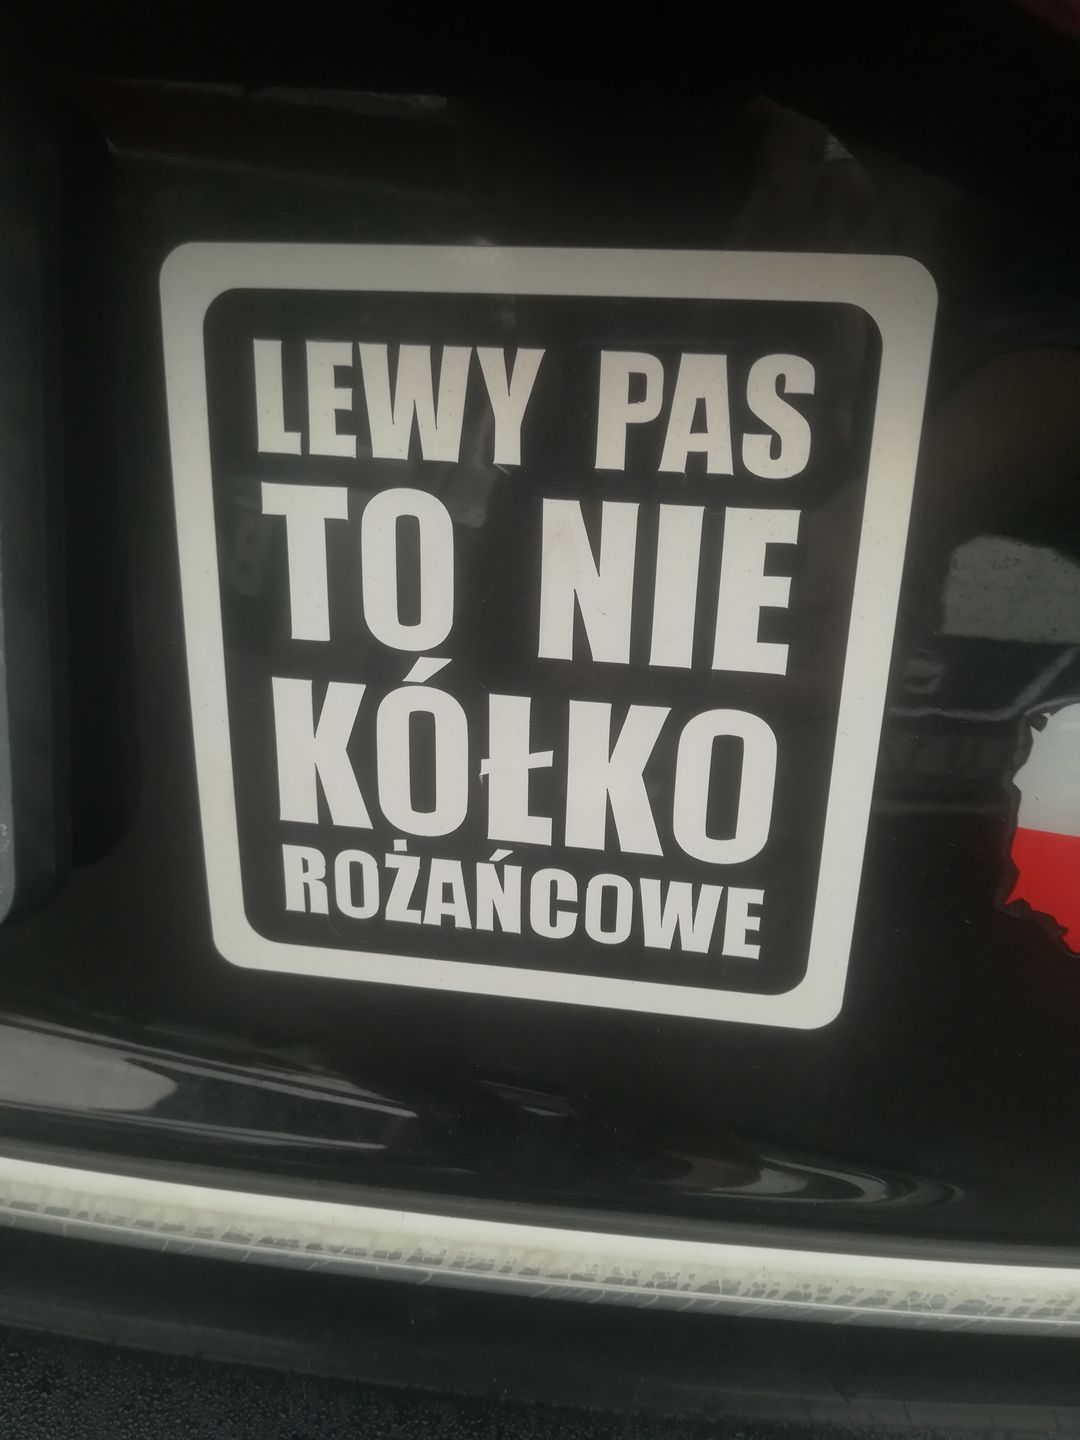 LEWY PAS
TO NIE
KÓŁKO
ROŻAŃCOWE